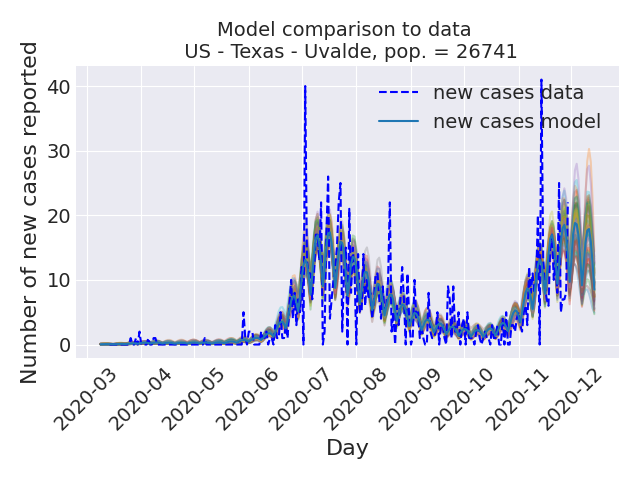 Model comparison to data
US - Texas - Uvalde, pop. = 26741
Number of new cases reported
40
30
20
10
0
new cases data
new cases model
2020-03
2020-04
2020-05
2020-06
2020-07
2020-08
2020-09
2020-10
2020-11
2020-12
Day